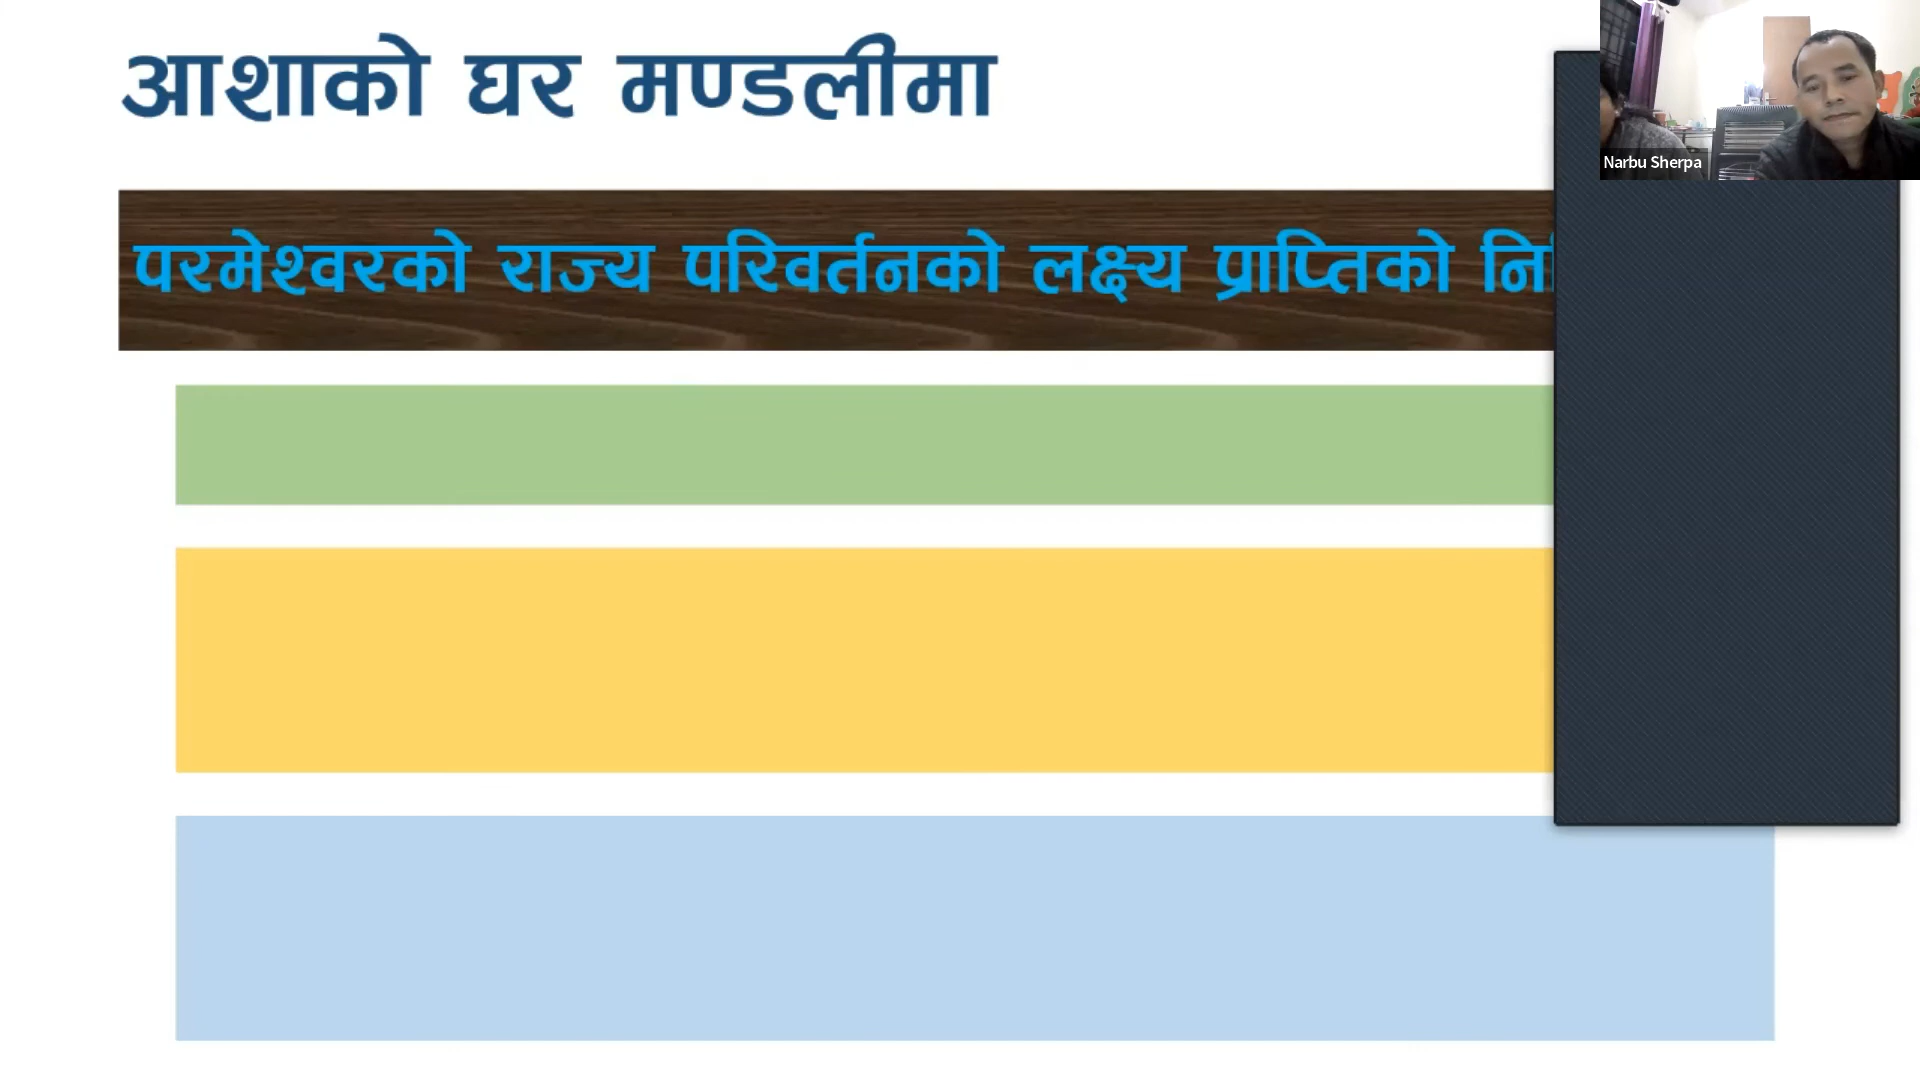 आशाको घर मण्डलीमा
परमेश्वरको राज्य परिवर्तनको लक्ष्य प्राप्तिको
Narbu Sherpa